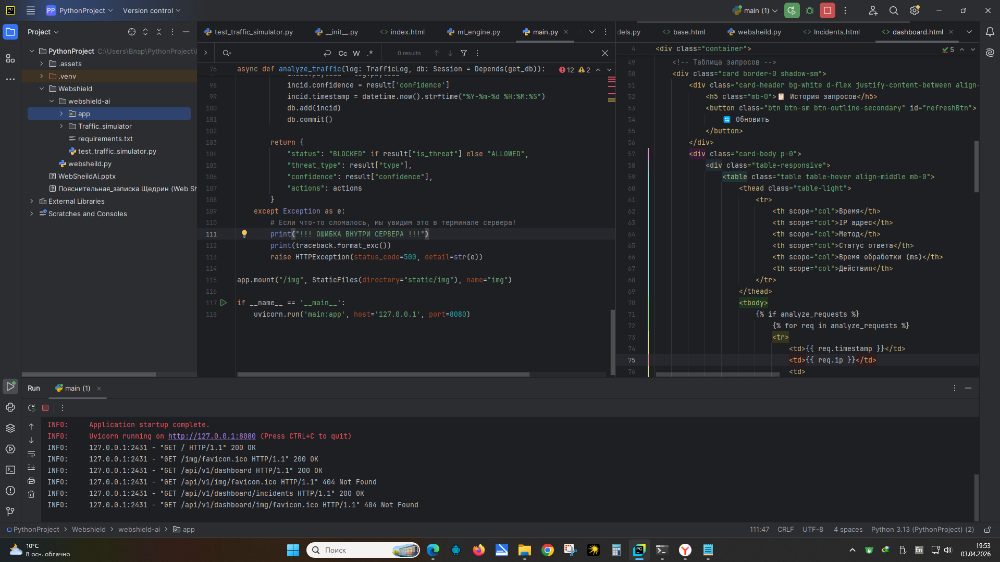 PC
PP PythonProject Version control main (1)
Project
PythonProject C:\Users\Влар\PythonProject\
.assets
.venv
Webshield
webshield-ai
app
Traffic_simulator
requirements.txt
test_traffic_simulator.py
websheild.py
WebSheildAi.pptx
Пояснительная_записка Щедрин (Web Sh
External Libraries
Scratches and Consoles
test_traffic_simulator.py __init__.py index.html ml_engine.py main.py
Cc W .* 0 results
76 async def analyze_traffic(log: TrafficLog, db: Session = Depends(get_db)): 12 2
98 incid.confidence = result['confidence']
99 incid.timestamp = datetime.now().strftime("%Y-%m-%d %H:%M:%S")
100 db.add(incid)
101 db.commit()
102
103 return {
104 "status": "BLOCKED" if result["is_threat"] else "ALLOWED",
105 "threat_type": result["type"],
106 "confidence": result["confidence"],
107 "actions": actions
108 }
109 except Exception as e:
110 # Если что-то сломалось, мы увидим это в терминале сервера!
111 print("!!! ОШИБКА ВНУТРИ СЕРВЕРА !!!")
112 print(traceback.format_exc())
113 raise HTTPException(status_code=500, detail=str(e))
114
115 app.mount("/img", StaticFiles(directory="static/img"), name="img")
116
117 if __name__ == '__main__':
118 uvicorn.run('main:app', host='127.0.0.1', port=8080)
dels.py base.html websheild.py Incidents.html dashboard.html
4 <div class="container"> 5
49 <!-- Таблица запросов -->
50 <div class="card border-0 shadow-sm">
51 <div class="card-header bg-white d-flex justify-content-between align-
52 <h5 class="mb-0">📋 История запросов</h5>
53 <button class="btn btn-sm btn-outline-secondary" id="refreshBtn">
54 🔄 Обновить
55 </button>
56 </div>
57 <div class="card-body p-0">
58 <div class="table-responsive">
59 <table class="table table-hover align-middle mb-0">
60 <thead class="table-light">
61 <tr>
62 <th scope="col">Время</th>
63 <th scope="col">IP адрес</th>
64 <th scope="col">Метод</th>
65 <th scope="col">Статус ответа</th>
66 <th scope="col">Время обработки (ms)</th>
67 <th scope="col">Действия</th>
68 </tr>
69 </thead>
70 <tbody>
71 {% if analyze_requests %}
72 {% for req in analyze_requests %}
73 <tr>
74 <td>{{ req.timestamp }}</td>
75 <td>{{ req.ip }}</td>
76 <td>
Run main (1)
INFO: Application startup complete.
INFO: Uvicorn running on http://127.0.0.1:8080 (Press CTRL+C to quit)
INFO: 127.0.0.1:2431 - "GET / HTTP/1.1" 200 OK
INFO: 127.0.0.1:2431 - "GET /img/favicon.ico HTTP/1.1" 200 OK
INFO: 127.0.0.1:2431 - "GET /api/v1/dashboard HTTP/1.1" 200 OK
INFO: 127.0.0.1:2431 - "GET /api/v1/img/favicon.ico HTTP/1.1" 404 Not Found
INFO: 127.0.0.1:2431 - "GET /api/v1/dashboard/incidents HTTP/1.1" 200 OK
INFO: 127.0.0.1:2431 - "GET /api/v1/dashboard/img/favicon.ico HTTP/1.1" 404 Not Found
PythonProject > Webshield > webshield-ai > app 111:47 CRLF UTF-8 4 spaces Python 3.13 (PythonProject) (2)
10°C
В осн. облачно
Поиск
En
19:53
03.04.2026